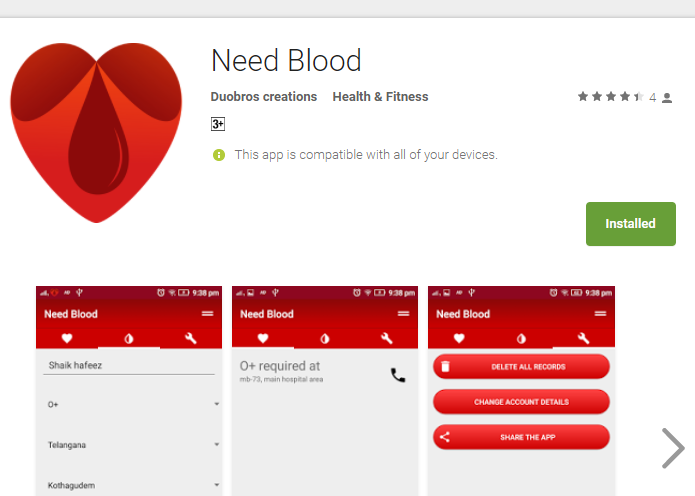 Need Blood
Duobros creations Health & Fitness
4
3+
This app is compatible with all of your devices.
Installed
9:38 pm
Need Blood
Shaik hafeez
O+
Telangana
Kothagudem
9:38 pm
Need Blood
O+ required at
mb-73, main hospital area
9:38 pm
Need Blood
DELETE ALL RECORDS
CHANGE ACCOUNT DETAILS
SHARE THE APP